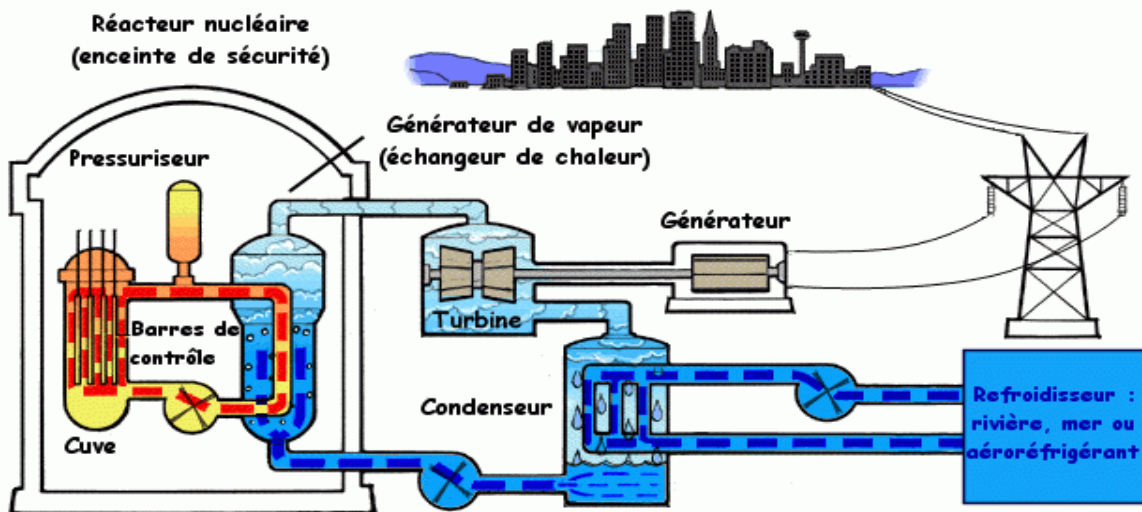 Réacteur nucléaire
(enceinte de sécurité)
Générateur de vapeur
(échangeur de chaleur)
Pressuriseur
Générateur
Barres de
contrôle
Turbine
Cuve
Condenseur
Refroidisseur :
rivière, mer ou
aéroréfrigérant